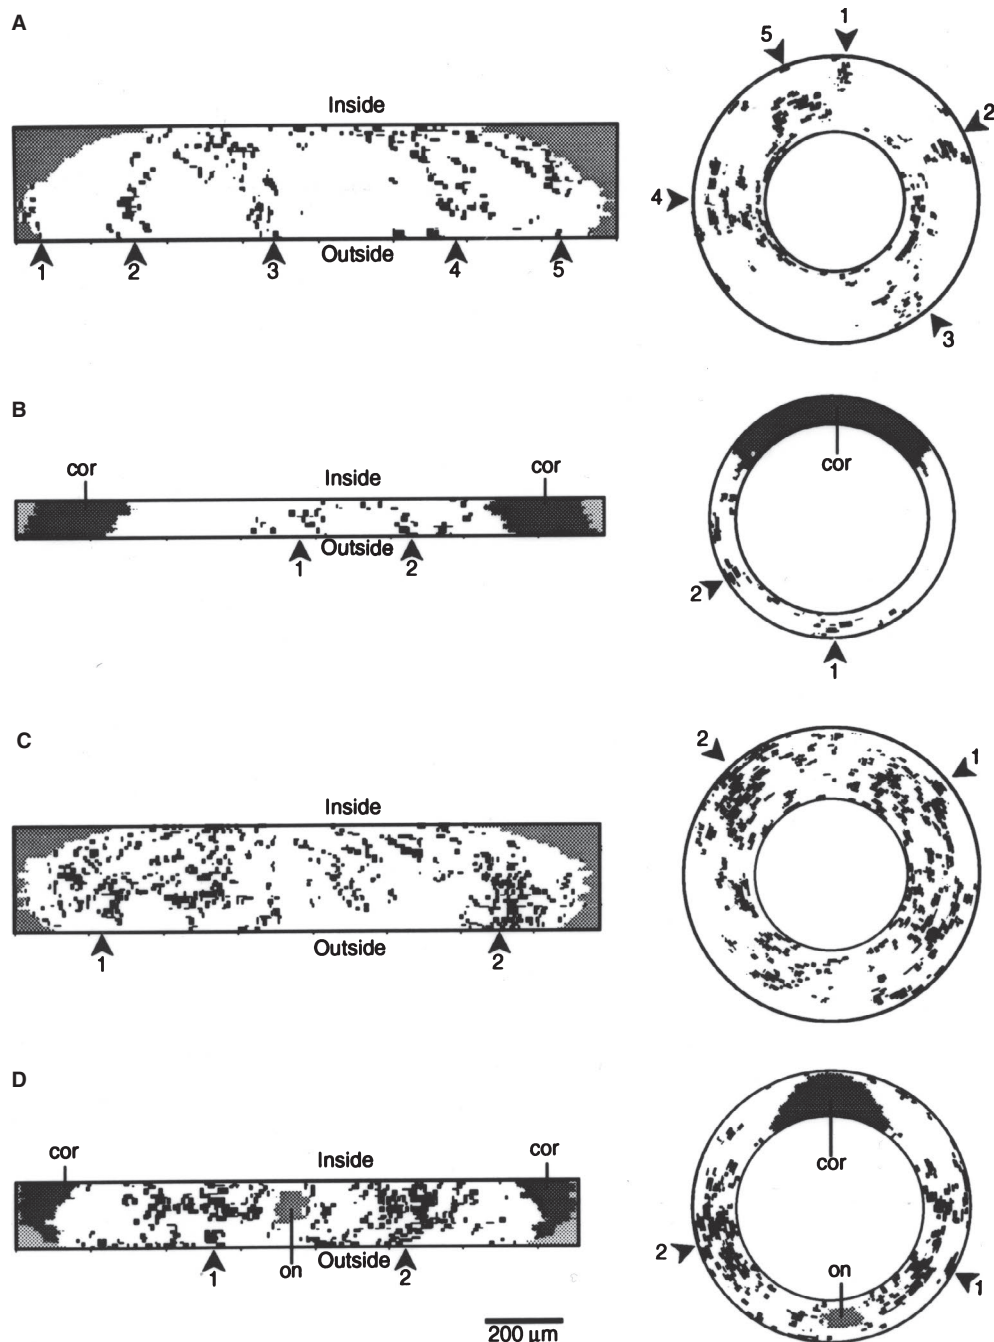 A
Inside
Outside
1 2 3 4 5
1
5
2
4
3
B
cor
cor
Inside
Outside
1 2
cor
2
1
C
Inside
Outside
1 2
2
1
D
cor
cor
Inside
Outside
1
on
2
cor
on
2
1
200 µm